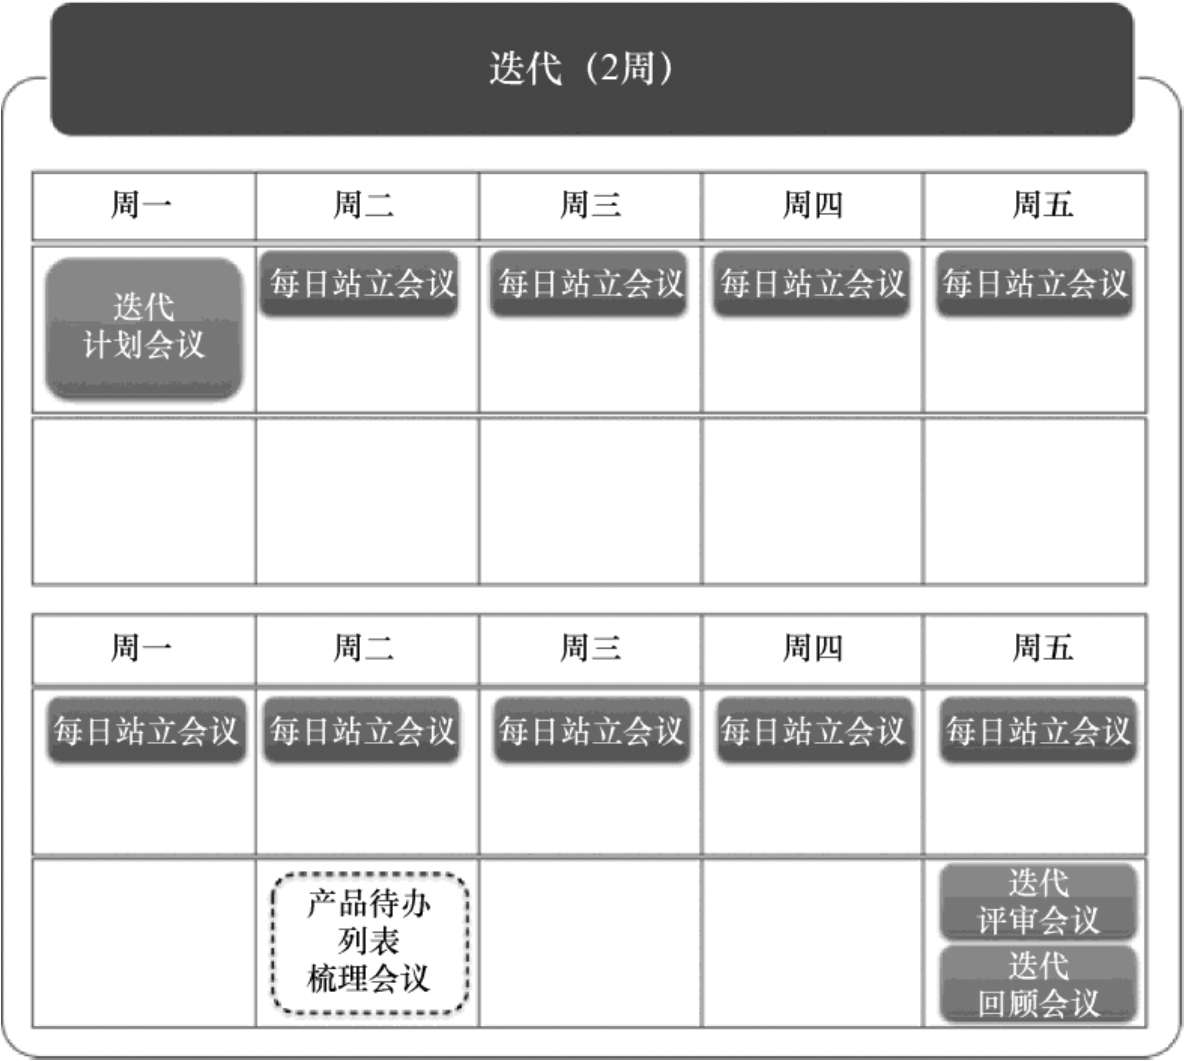 迭代（2周）
周一 周二 周三 周四 周五
迭代
计划会议
每日站立会议 每日站立会议 每日站立会议 每日站立会议
周一 周二 周三 周四 周五
每日站立会议 每日站立会议 每日站立会议 每日站立会议 每日站立会议
产品待办
列表
梳理会议
迭代
评审会议
迭代
回顾会议